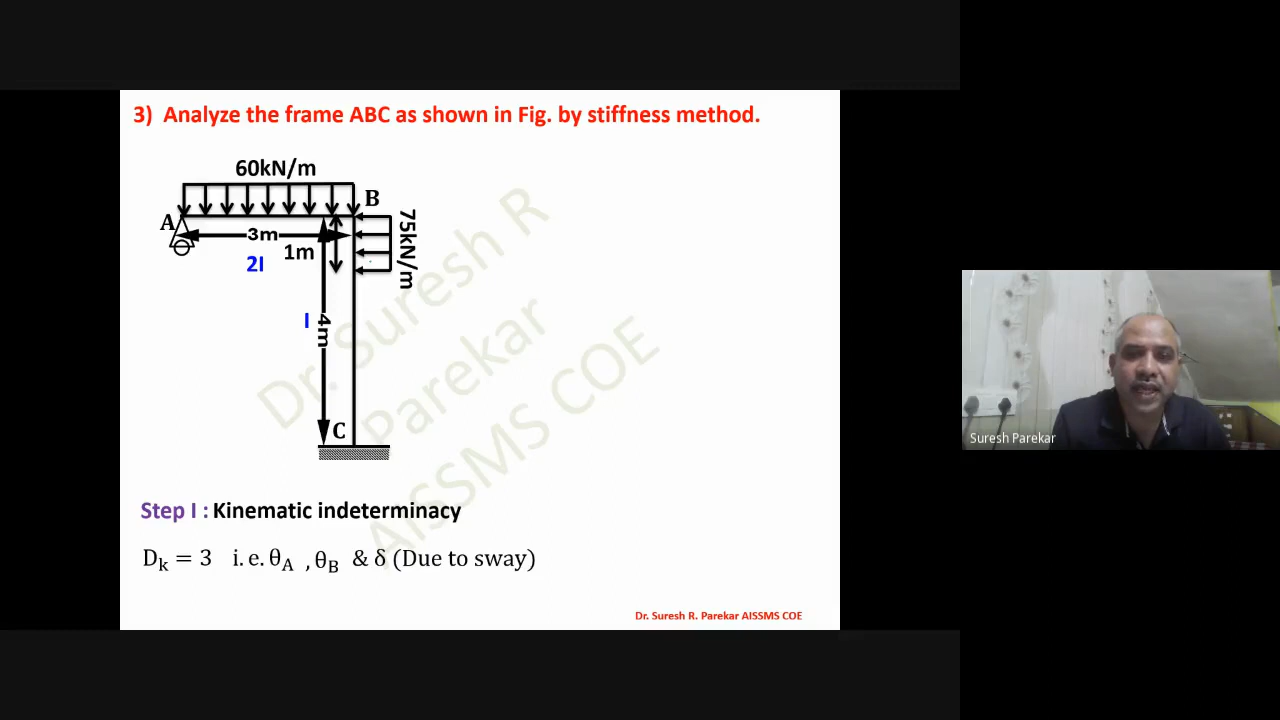 3) Analyze the frame ABC as shown in Fig. by stiffness method.
60kN/m
B
A
3m
1m
2I
75kN/m
I
4m
C
Dr. Suresh R
Parekar
AISSMS COE
Suresh Parekar
Step I : Kinematic indeterminacy
Dₖ = 3 i. e. θ_A , θ_B & δ (Due to sway)
Dr. Suresh R. Parekar AISSMS COE